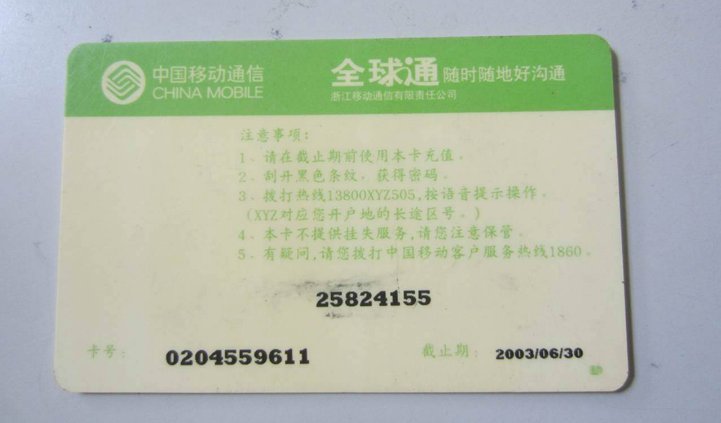 中国移动通信
CHINA MOBILE
全球通 随时随地好沟通
浙江移动通信有限责任公司
注意事项:
1、请在截止期前使用本卡充值。
2、刮开黑色条纹。获得密码。
3、拨打热线13800XYZ505,按语音提示操作。
(XYZ对应您开户地的长途区号。)
4、本卡不提供挂失服务,请您注意保管。
5、有疑问,请您拨打中国移动客户服务热线1860。
25824155
卡号: 0204559611
截止期: 2003/06/30